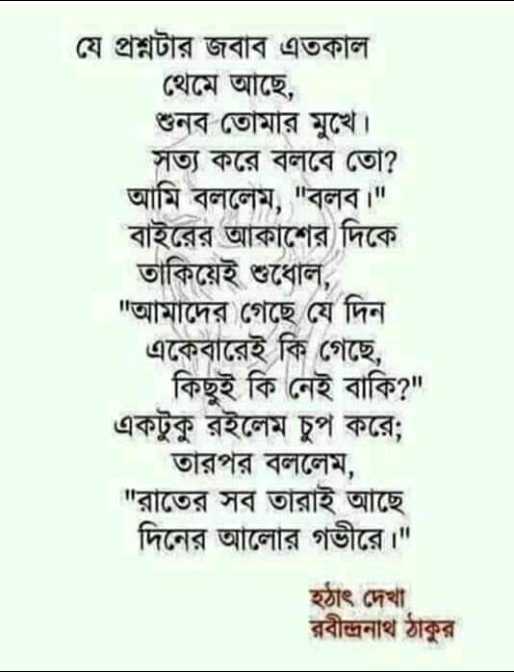 যে প্রশ্নটার জবাব এতকাল
থেমে আছে,
শুনব তোমার মুখে।
সত্য করে বলবে তো?
আমি বললেম, "বলব।"
বাইরের আকাশের দিকে
তাকিয়েই শুধোল,
"আমাদের গেছে যে দিন
একেবারেই কি গেছে,
কিছুই কি নেই বাকি?"
একটুকু রইলেম চুপ করে;
তারপর বললেম,
"রাতের সব তারাই আছে
দিনের আলোর গভীরে।"
হঠাৎ দেখা
রবীন্দ্রনাথ ঠাকুর